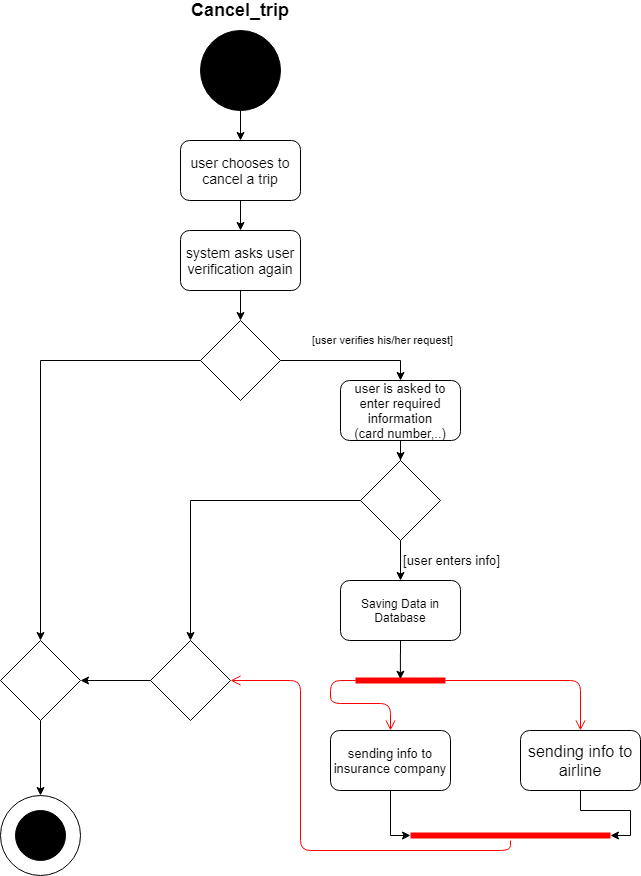 Cancel_trip
user chooses to
cancel a trip
system asks user
verification again
[user verifies his/her request]
user is asked to
enter required
information
(card number,..)
[user enters info]
Saving Data in
Database
sending info to
insurance company
sending info to
airline